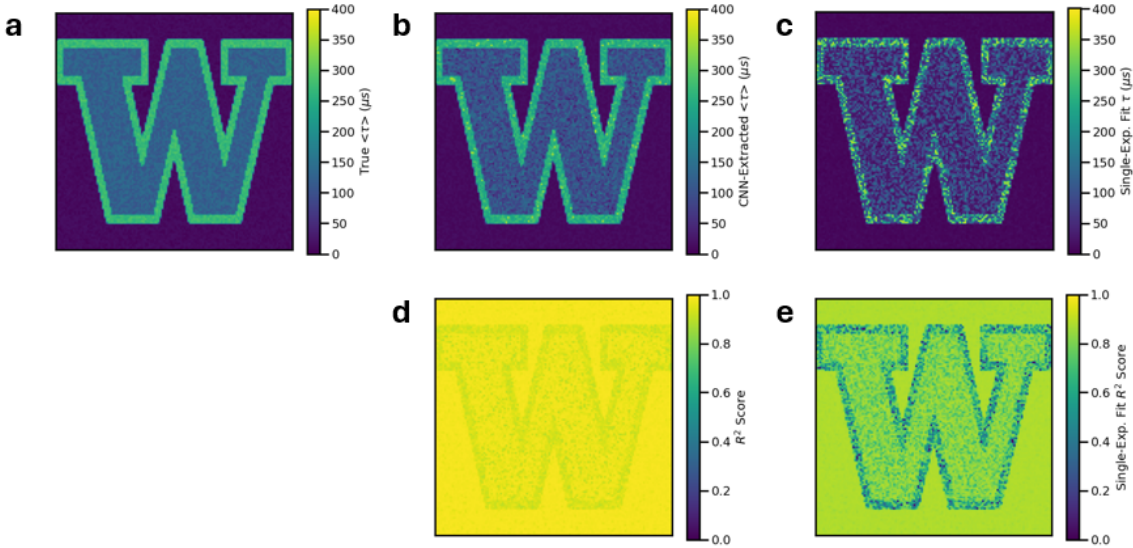 a
400
350
300
250
200
150
100
50
0
True <τ> (μs)
b
400
350
300
250
200
150
100
50
0
CNN-Extracted <τ> (μs)
c
400
350
300
250
200
150
100
50
0
Single-Exp. Fit τ (μs)
W
W
W
d
1.0
0.8
0.6
0.4
0.2
0.0
R² Score
e
1.0
0.8
0.6
0.4
0.2
0.0
Single-Exp. Fit R² Score
W
W